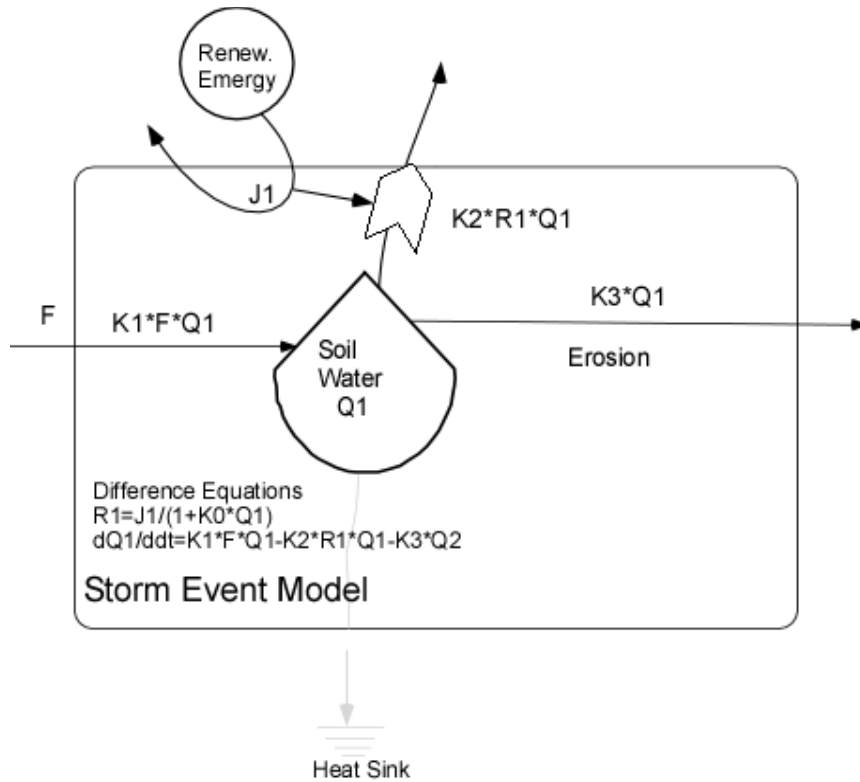 Renew.
Emergy
J1
K2*R1*Q1
K3*Q1
F
K1*F*Q1
Soil
Water
Q1
Erosion
Difference Equations
R1=J1/(1+K0*Q1)
dQ1/ddt=K1*F*Q1-K2*R1*Q1-K3*Q2
Storm Event Model
Heat Sink